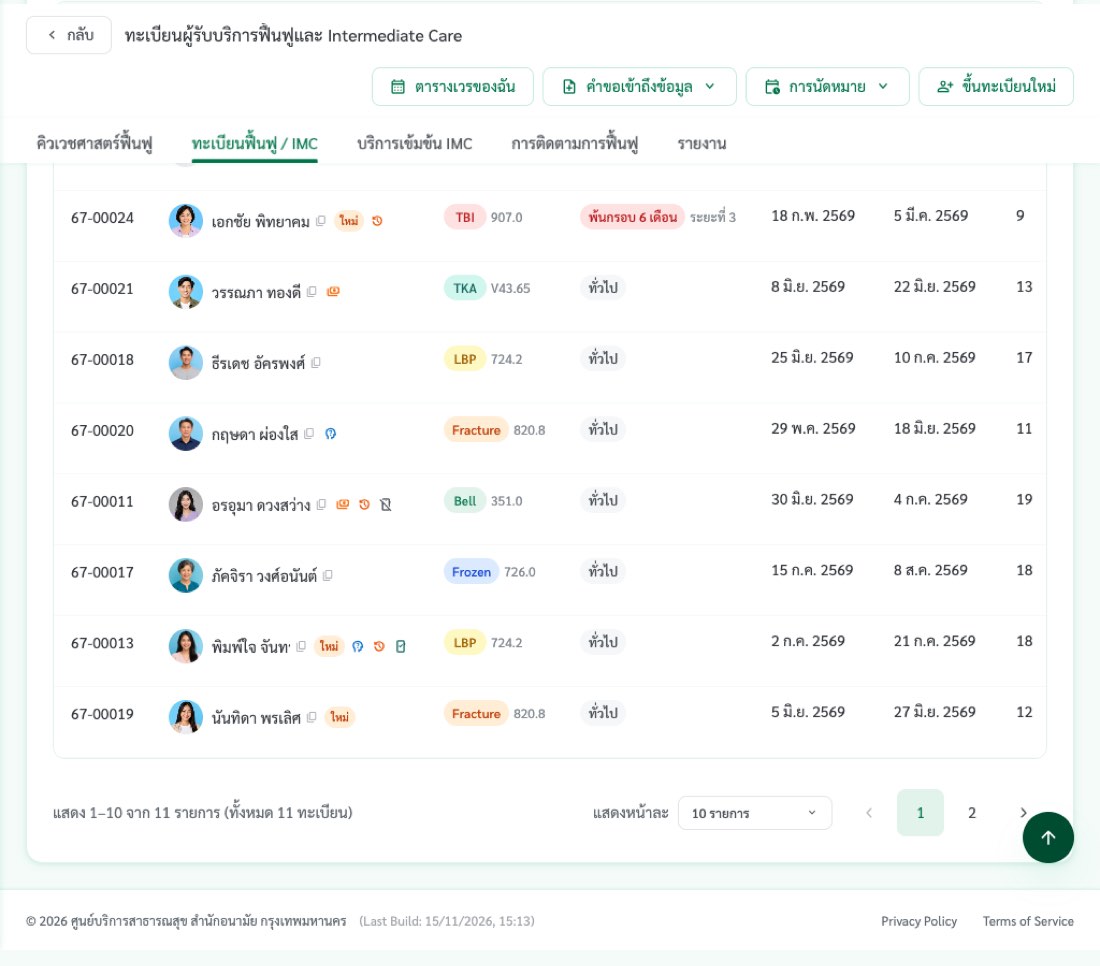 กลับ
ทะเบียนผู้รับบริการฟื้นฟูและ Intermediate Care
ตารางเวรของฉัน
คำขอเข้าถึงข้อมูล
การนัดหมาย
ขึ้นทะเบียนใหม่
คิวเวชศาสตร์ฟื้นฟู
ทะเบียนฟื้นฟู / IMC
บริการเข้มข้น IMC
การติดตามการฟื้นฟู
รายงาน
67-00024 เอกชัย พิทยาคม ใหม่ TBI 907.0 พ้นกรอบ 6 เดือน ระยะที่ 3 18 ก.พ. 2569 5 มี.ค. 2569 9
67-00021 วรรณภา ทองดี TKA V43.65 ทั่วไป 8 มิ.ย. 2569 22 มิ.ย. 2569 13
67-00018 ธีรเดช อัครพงศ์ LBP 724.2 ทั่วไป 25 มิ.ย. 2569 10 ก.ค. 2569 17
67-00020 กฤษดา ผ่องใส Fracture 820.8 ทั่วไป 29 พ.ค. 2569 18 มิ.ย. 2569 11
67-00011 อรอุมา ดวงสว่าง Bell 351.0 ทั่วไป 30 มิ.ย. 2569 4 ก.ค. 2569 19
67-00017 ภัคจิรา วงศ์อนันต์ Frozen 726.0 ทั่วไป 15 ก.ค. 2569 8 ส.ค. 2569 18
67-00013 พิมพ์ใจ จันท ใหม่ LBP 724.2 ทั่วไป 2 ก.ค. 2569 21 ก.ค. 2569 18
67-00019 นันทิดา พรเลิศ ใหม่ Fracture 820.8 ทั่วไป 5 มิ.ย. 2569 27 มิ.ย. 2569 12
แสดง 1–10 จาก 11 รายการ (ทั้งหมด 11 ทะเบียน) แสดงหน้าละ 10 รายการ 1 2
© 2026 ศูนย์บริการสาธารณสุข สำนักอนามัย กรุงเทพมหานคร (Last Build: 15/11/2026, 15:13) Privacy Policy Terms of Service